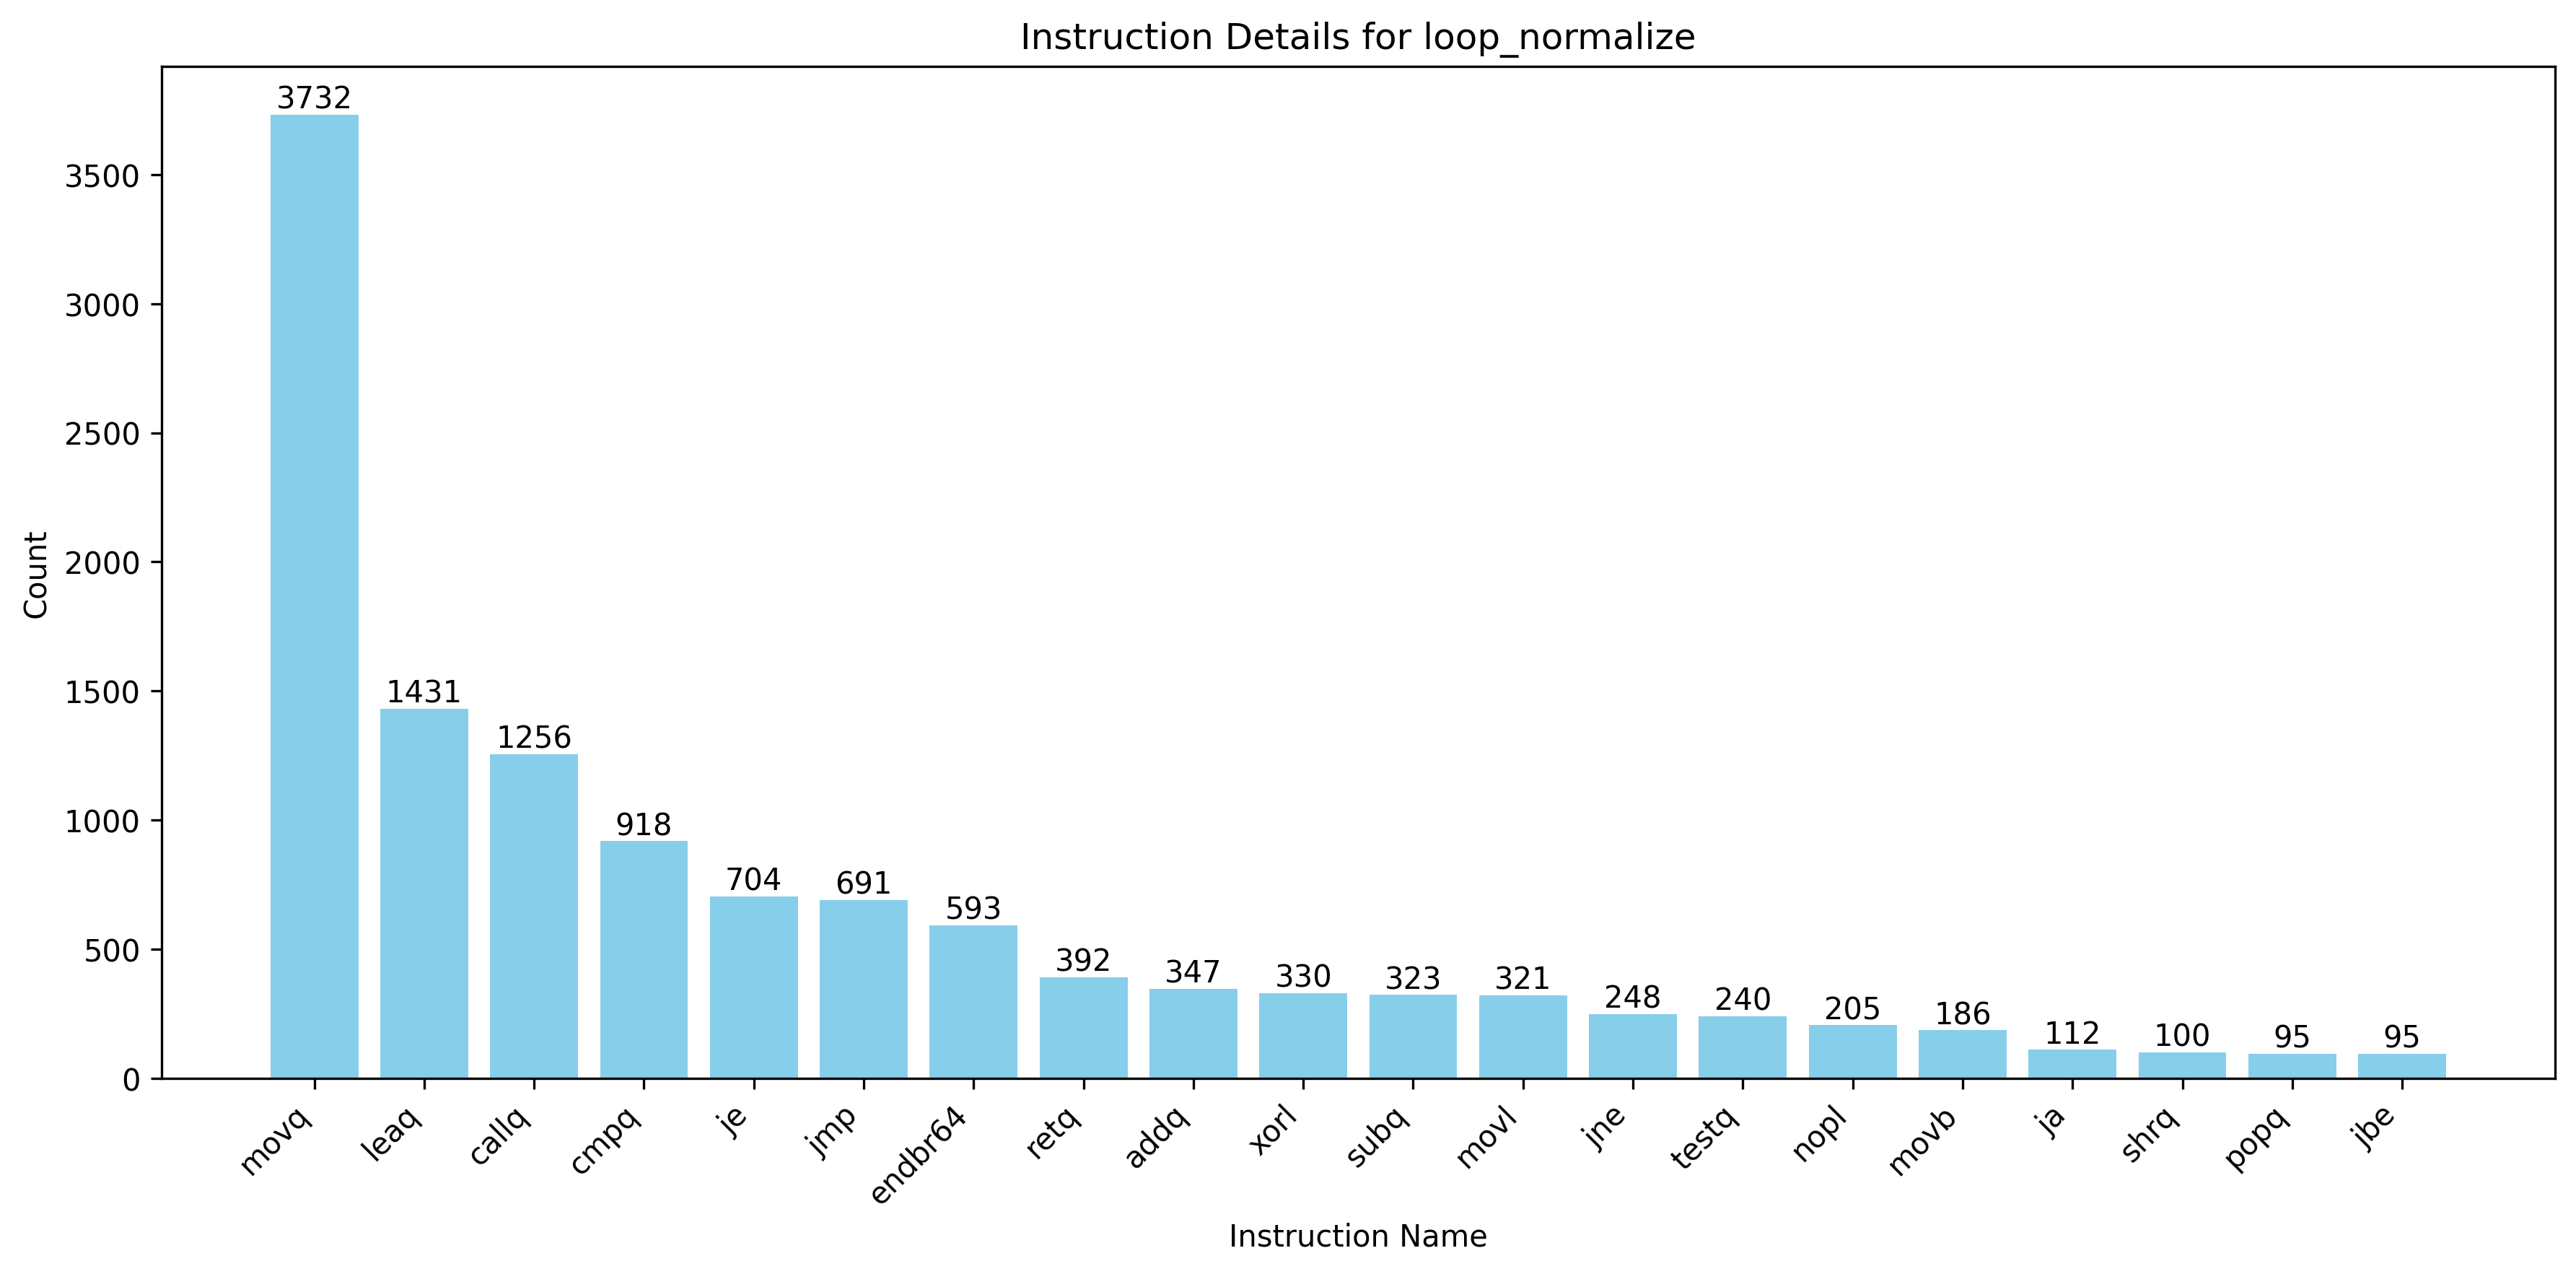 Instruction Details for loop_normalize
Count
3500
3000
2500
2000
1500
1000
500
0
3732
1431
1256
918
704
691
593
392
347
330
323
321
248
240
205
186
112
100
95
95
movq
leaq
callq
cmpq
je
jmp
endbr64
retq
addq
xorl
subq
movl
jne
testq
nopl
movb
ja
shrq
popq
jbe
Instruction Name